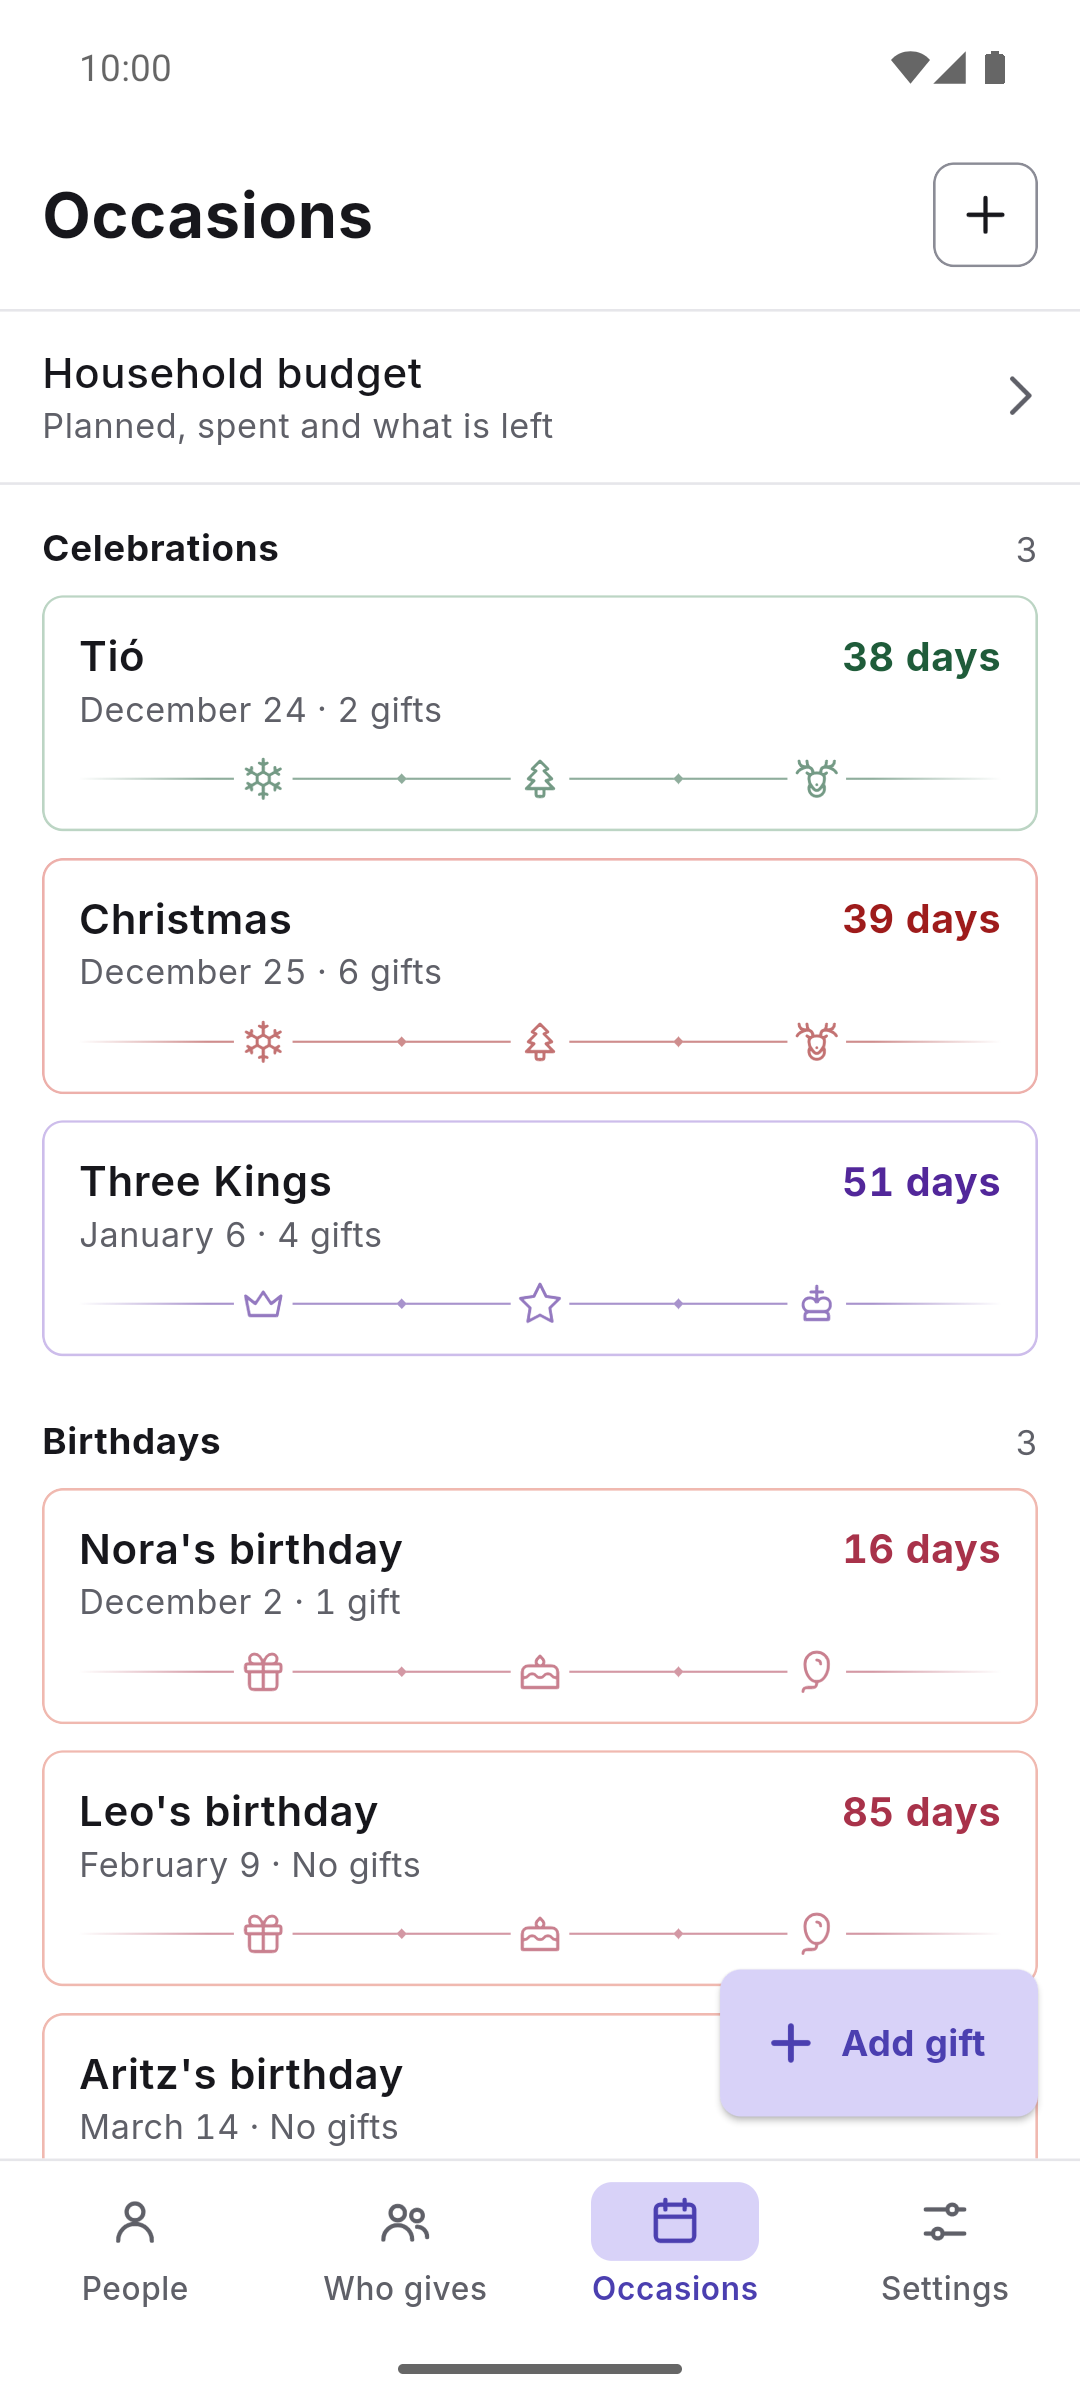 10:00
Occasions
Household budget
Planned, spent and what is left
Celebrations 3
Tió 38 days
December 24 · 2 gifts
Christmas 39 days
December 25 · 6 gifts
Three Kings 51 days
January 6 · 4 gifts
Birthdays 3
Nora's birthday 16 days
December 2 · 1 gift
Leo's birthday 85 days
February 9 · No gifts
Aritz's birthday
March 14 · No gifts
Add gift
People Who gives Occasions Settings